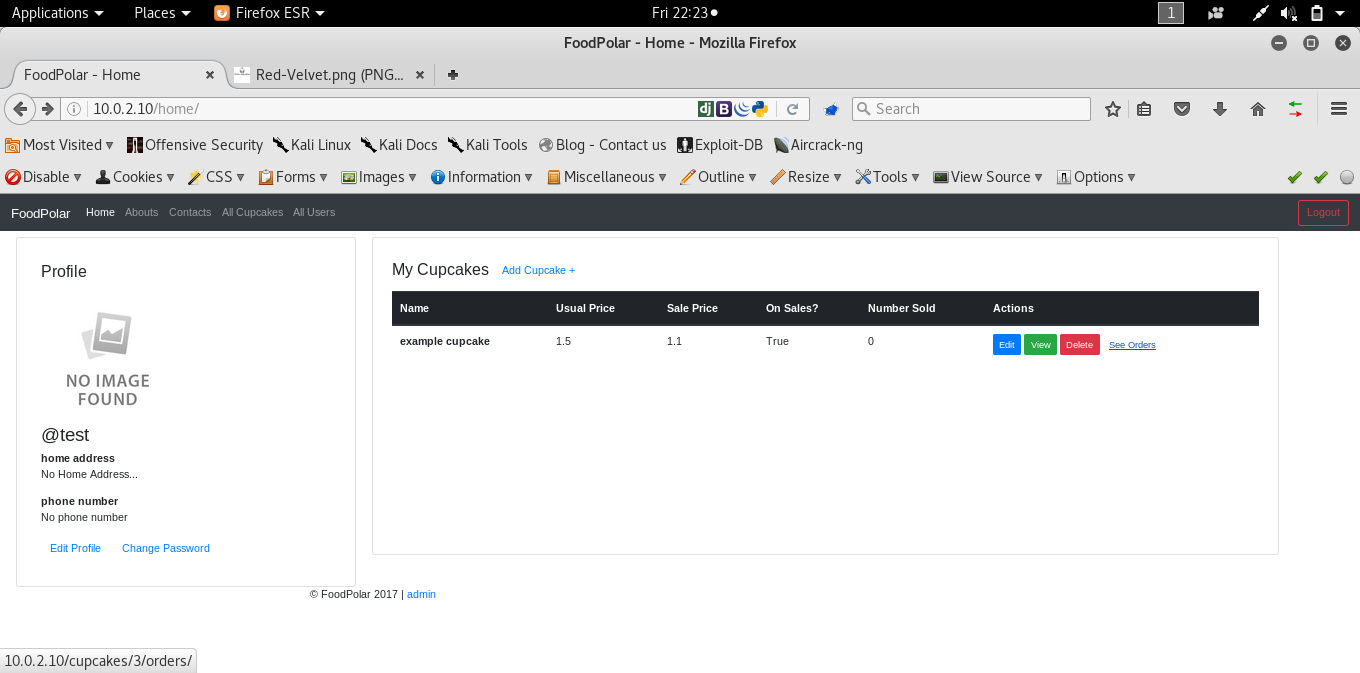 Applications Places Firefox ESR Fri 22:23 1
FoodPolar - Home - Mozilla Firefox
FoodPolar - Home Red-Velvet.png (PNG...
10.0.2.10/home/ dj B Search
Most Visited Offensive Security Kali Linux Kali Docs Kali Tools Blog - Contact us Exploit-DB Aircrack-ng
Disable Cookies CSS Forms Images Information Miscellaneous Outline Resize Tools View Source Options
FoodPolar Home Abouts Contacts All Cupcakes All Users Logout
Profile
NO IMAGE
FOUND
@test
home address
No Home Address...
phone number
No phone number
Edit Profile Change Password
My Cupcakes Add Cupcake +
Name Usual Price Sale Price On Sales? Number Sold Actions
example cupcake 1.5 1.1 True 0 Edit View Delete See Orders
© FoodPolar 2017 | admin
10.0.2.10/cupcakes/3/orders/